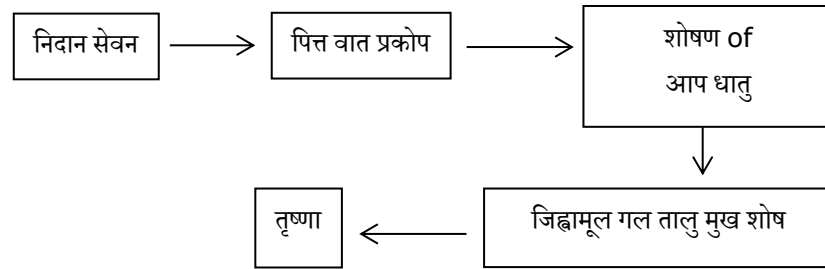 निदान सेवन
पित्त वात प्रकोप
शोषण of
आप धातु
जिह्वामूल गल तालु मुख शोष
तृष्णा